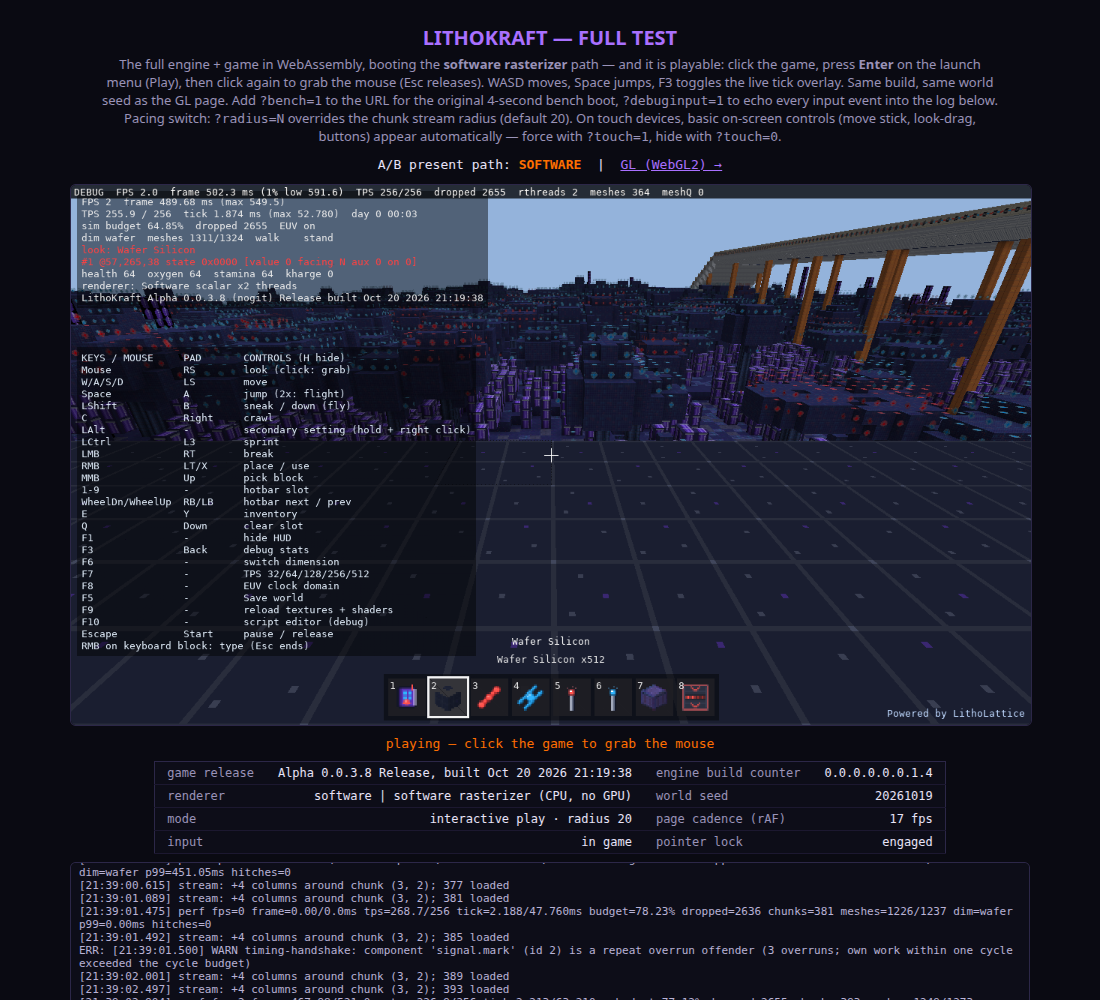 LITHOKRAFT — FULL TEST
The full engine + game in WebAssembly, booting the software rasterizer path — and it is playable: click the game, press Enter on the launch
menu (Play), then click again to grab the mouse (Esc releases). WASD moves, Space jumps, F3 toggles the live tick overlay. Same build, same world
seed as the GL page. Add ?bench=1 to the URL for the original 4-second bench boot, ?debuginput=1 to echo every input event into the log below.
Pacing switch: ?radius=N overrides the chunk stream radius (default 20). On touch devices, basic on-screen controls (move stick, look-drag,
buttons) appear automatically — force with ?touch=1, hide with ?touch=0.
A/B present path: SOFTWARE | GL (WebGL2) →
DEBUG FPS 2.0 frame 502.3 ms (1% low 591.6) TPS 256/256 dropped 2655 rthreads 2 meshes 364 meshQ 0
FPS 2 frame 489.68 ms (max 549.5)
TPS 255.9 / 256 tick 1.874 ms (max 52.780) day 0 00:03
sim budget 64.85% dropped 2655 EUV on
dim wafer meshes 1311/1324 walk stand
look: Wafer Silicon
#1 @57,265,38 state 0x0000 [value 0 facing N aux 0 on 0]
health 64 oxygen 64 stamina 64 kharge 0
renderer: Software scalar x2 threads
LithoKraft Alpha 0.0.3.8 (nogit) Release built Oct 20 2026 21:19:38
KEYS / MOUSE PAD CONTROLS (H hide)
Mouse RS look (click: grab)
W/A/S/D LS move
Space A jump (2x: flight)
LShift B sneak / down (fly)
C Right crawl
LAlt - secondary setting (hold + right click)
LCtrl L3 sprint
LMB RT break
RMB LT/X place / use
MMB Up pick block
1-9 - hotbar slot
WheelDn/WheelUp RB/LB hotbar next / prev
E Y inventory
Q Down clear slot
F1 - hide HUD
F3 Back debug stats
F6 - switch dimension
F7 - TPS 32/64/128/256/512
F8 - EUV clock domain
F5 - Save world
F9 - reload textures + shaders
F10 - script editor (debug)
Escape Start pause / release
RMB on keyboard block: type (Esc ends)
Wafer Silicon
Wafer Silicon x512
1 2 3 4 5 6 7 8
Powered by LithoLattice
playing — click the game to grab the mouse
game release Alpha 0.0.3.8 Release, built Oct 20 2026 21:19:38 engine build counter 0.0.0.0.0.0.1.4
renderer software | software rasterizer (CPU, no GPU) world seed 20261019
mode interactive play · radius 20 page cadence (rAF) 17 fps
input in game pointer lock engaged
dim=wafer p99=451.05ms hitches=0
[21:39:00.615] stream: +4 columns around chunk (3, 2); 377 loaded
[21:39:01.089] stream: +4 columns around chunk (3, 2); 381 loaded
[21:39:01.475] perf fps=0 frame=0.00/0.0ms tps=268.7/256 tick=2.188/47.760ms budget=78.23% dropped=2636 chunks=381 meshes=1226/1237 dim=wafer
p99=0.00ms hitches=0
[21:39:01.492] stream: +4 columns around chunk (3, 2); 385 loaded
ERR: [21:39:01.500] WARN timing-handshake: component 'signal.mark' (id 2) is a repeat overrun offender (3 overruns; own work within one cycle
exceeded the cycle budget)
[21:39:02.001] stream: +4 columns around chunk (3, 2); 389 loaded
[21:39:02.497] stream: +4 columns around chunk (3, 2); 393 loaded